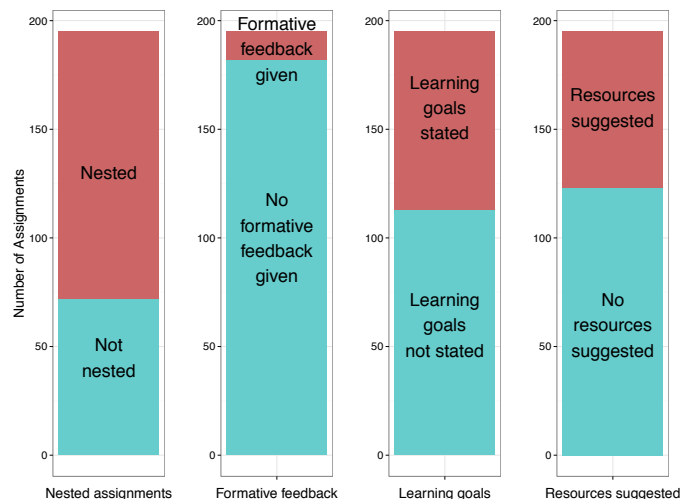 Number of Assignments
200
150
100
50
0
Nested
Not
nested
Nested assignments
200
150
100
50
0
Formative
feedback
given
No
formative
feedback
given
Formative feedback
200
150
100
50
0
Learning
goals
stated
Learning
goals
not stated
Learning goals
200
150
100
50
0
Resources
suggested
No
resources
suggested
Resources suggested